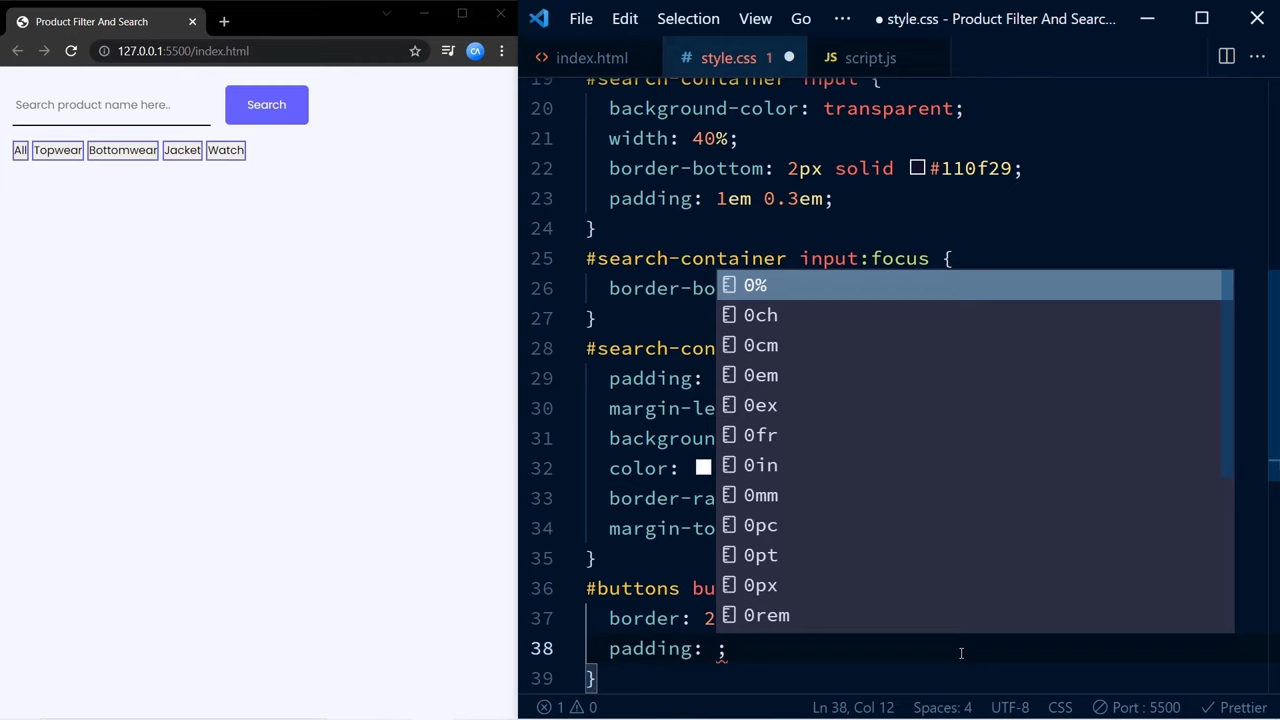 Product Filter And Search
127.0.0.1:5500/index.html
CA
Search product name here..
Search
All
Topwear
Bottomwear
Jacket
Watch
File Edit Selection View Go ··· ● style.css - Product Filter And Searc...
<> index.html
# style.css 1
JS script.js
19 #search-container input {
20 background-color: transparent;
21 width: 40%;
22 border-bottom: 2px solid #110f29;
23 padding: 1em 0.3em;
24 }
25 #search-container input:focus {
26 border-bo
27 }
28 #search-con
29 padding:
30 margin-le
31 background
32 color:
33 border-ra
34 margin-to
35 }
36 #buttons bu
37 border: 2
38 padding: ;
39 }
0%
0ch
0cm
0em
0ex
0fr
0in
0mm
0pc
0pt
0px
0rem
1 0 Ln 38, Col 12 Spaces: 4 UTF-8 CSS Port : 5500 Prettier